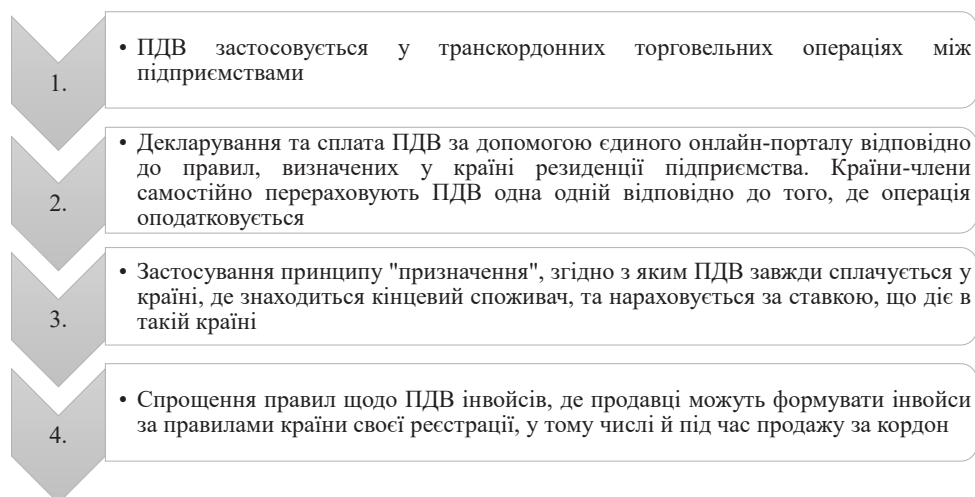 1.
• ПДВ застосовується у транскордонних торговельних операціях між
підприємствами
2.
• Декларування та сплата ПДВ за допомогою єдиного онлайн-порталу відповідно
до правил, визначених у країні резиденції підприємства. Країни-члени
самостійно перераховують ПДВ одна одній відповідно до того, де операція
оподатковується
3.
• Застосування принципу "призначення", згідно з яким ПДВ завжди сплачується у
країні, де знаходиться кінцевий споживач, та нараховується за ставкою, що діє в
такій країні
4.
• Спрощення правил щодо ПДВ інвойсів, де продавці можуть формувати інвойси
за правилами країни своєї реєстрації, у тому числі й під час продажу за кордон